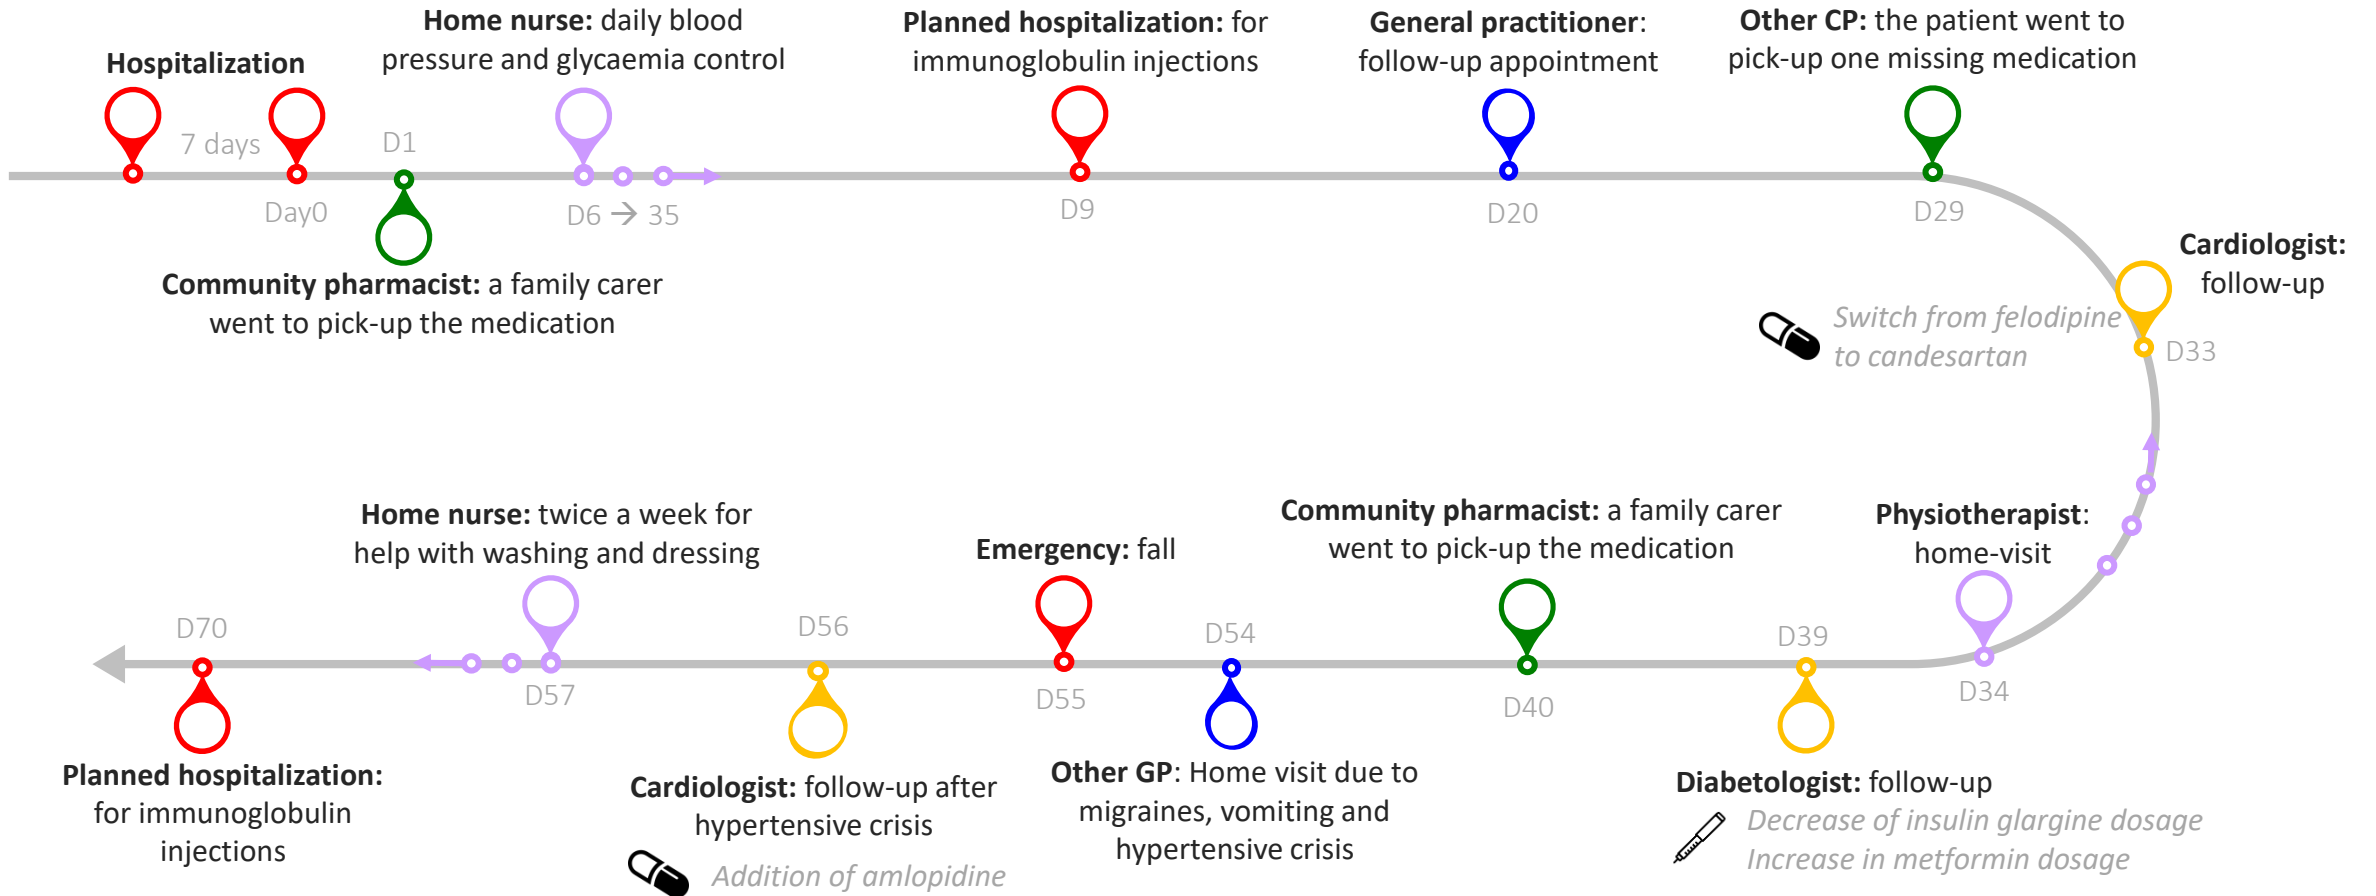 Hospitalization
7 days
Day0
D1
Community pharmacist: a family carer
went to pick-up the medication
Home nurse: daily blood
pressure and glycaemia control
D6 → 35
Planned hospitalization: for
immunoglobulin injections
D9
General practitioner:
follow-up appointment
D20
Other CP: the patient went to
pick-up one missing medication
D29
Cardiologist:
follow-up
D33
Switch from felodipine
to candesartan
Physiotherapist:
home-visit
D34
D39
Diabetologist: follow-up
Decrease of insulin glargine dosage
Increase in metformin dosage
Community pharmacist: a family carer
went to pick-up the medication
D40
D54
Other GP: Home visit due to
migraines, vomiting and
hypertensive crisis
Emergency: fall
D55
D56
Cardiologist: follow-up after
hypertensive crisis
Addition of amlopidine
Home nurse: twice a week for
help with washing and dressing
D57
D70
Planned hospitalization:
for immunoglobulin
injections